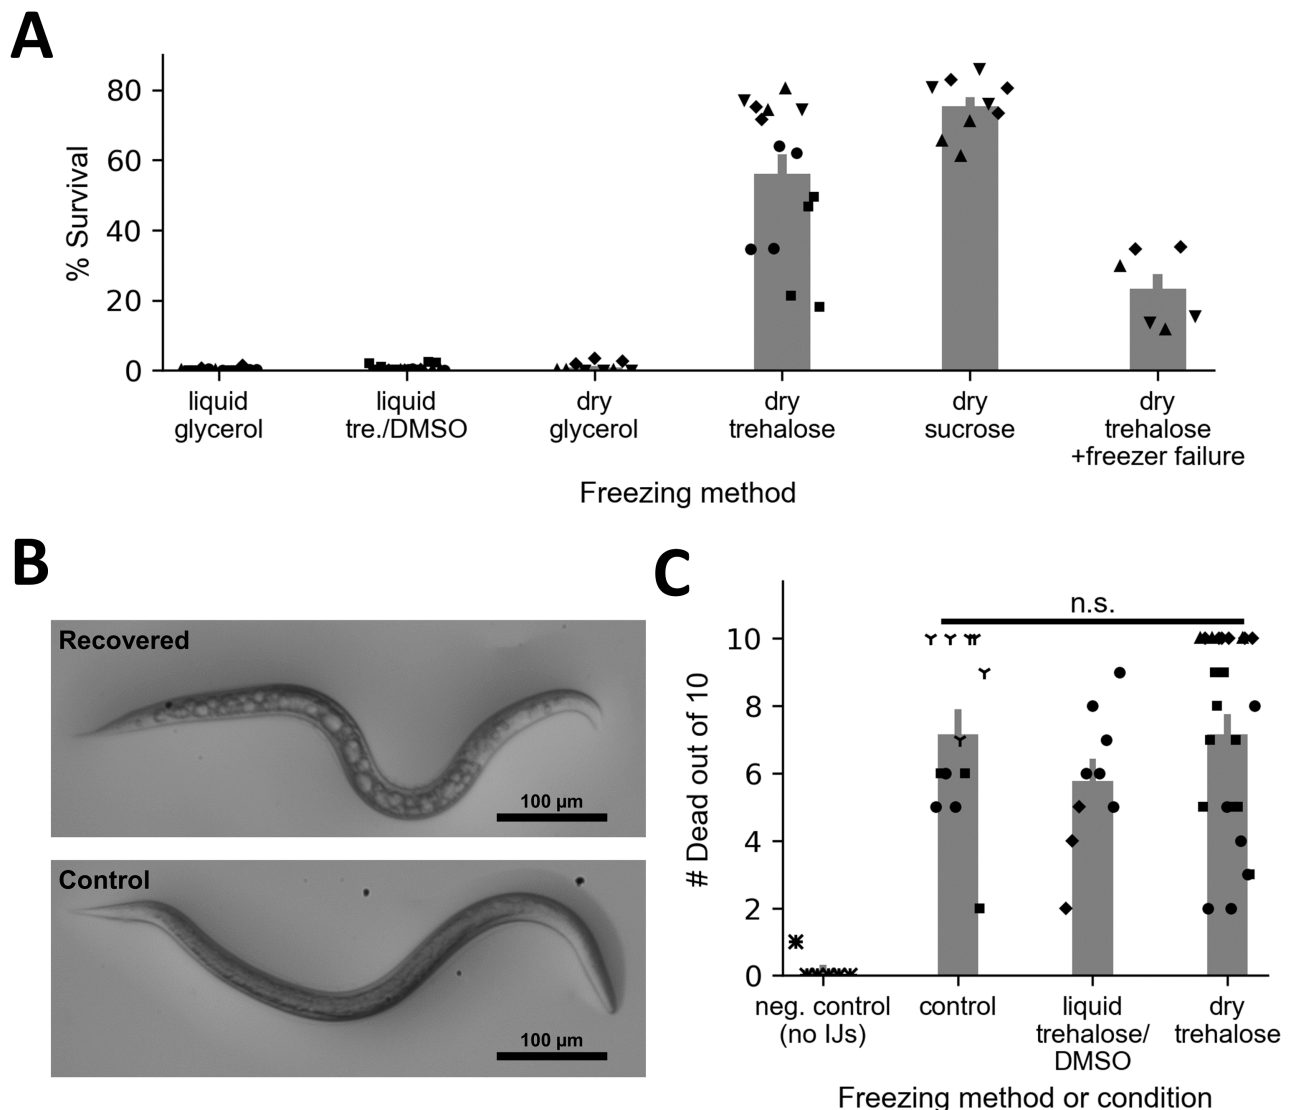 A
80
60
40
20
0
% Survival
liquid
glycerol
liquid
tre./DMSO
dry
glycerol
dry
trehalose
dry
sucrose
dry
trehalose
+freezer failure
Freezing method
B
Recovered
100 µm
Control
100 µm
C
n.s.
10
8
6
4
2
0
# Dead out of 10
neg. control
(no IJs)
control
liquid
trehalose/
DMSO
dry
trehalose
Freezing method or condition